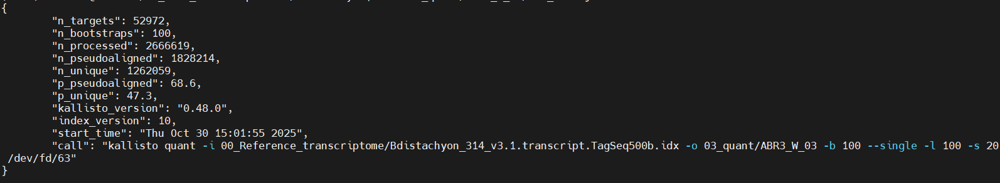 {
"n_targets": 52972,
"n_bootstraps": 100,
"n_processed": 2666619,
"n_pseudoaligned": 1828214,
"n_unique": 1262059,
"p_pseudoaligned": 68.6,
"p_unique": 47.3,
"kallisto_version": "0.48.0",
"index_version": 10,
"start_time": "Thu Oct 30 15:01:55 2025",
"call": "kallisto quant -i 00_Reference_transcriptome/Bdistachyon_314_v3.1.transcript.TagSeq500b.idx -o 03_quant/ABR3_W_03 -b 100 --single -l 100 -s 20
/dev/fd/63"
}